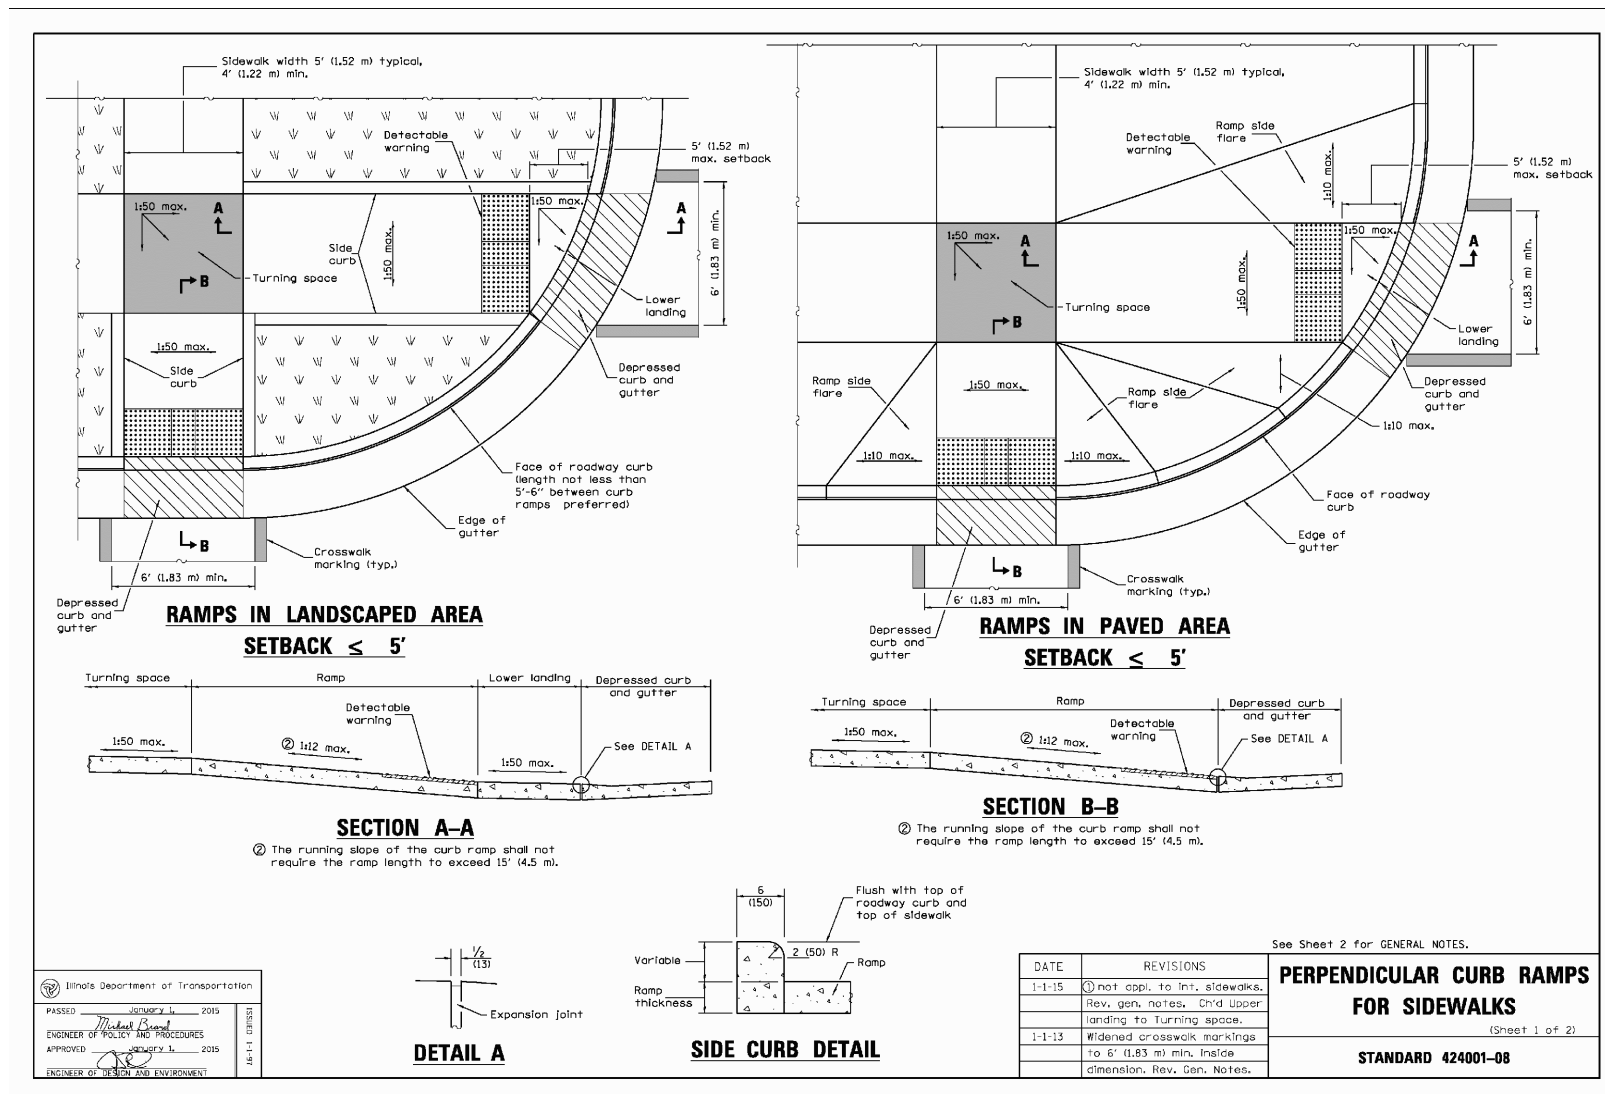 Sidewalk width 5' (1.52 m) typical,
4' (1.22 m) min.
Detectable
warning
5' (1.52 m)
max. setback
1:50 max.
A
1:50 max.
A
Side
curb
1:50 max.
6' (1.83 m) min.
B
Turning space
Lower
landing
1:50 max.
Side
curb
Depressed
curb and
gutter
Face of roadway curb
(length not less than
5'-6" between curb
ramps preferred)
Edge of
gutter
B
Crosswalk
marking (typ.)
6' (1.83 m) min.
Depressed
curb and
gutter
RAMPS IN LANDSCAPED AREA
SETBACK ≤ 5'
Sidewalk width 5' (1.52 m) typical,
4' (1.22 m) min.
Detectable
warning
Ramp side
flare
1:10 max.
5' (1.52 m)
max. setback
1:50 max.
A
1:50 max.
A
1:50 max.
6' (1.83 m) min.
Turning space
B
Lower
landing
Ramp side
flare
1:50 max.
Ramp side
flare
Depressed
curb and
gutter
1:10 max.
1:10 max.
1:10 max.
Face of roadway
curb
Edge of
gutter
B
Crosswalk
marking (typ.)
6' (1.83 m) min.
Depressed
curb and
gutter
RAMPS IN PAVED AREA
SETBACK ≤ 5'
Turning space
Ramp
Lower landing
Depressed curb
and gutter
Detectable
warning
1:50 max.
② 1:12 max.
1:50 max.
See DETAIL A
SECTION A–A
② The running slope of the curb ramp shall not
require the ramp length to exceed 15' (4.5 m).
Turning space
Ramp
Depressed curb
and gutter
Detectable
warning
1:50 max.
② 1:12 max.
See DETAIL A
SECTION B–B
② The running slope of the curb ramp shall not
require the ramp length to exceed 15' (4.5 m).
1/2
(13)
Expansion joint
DETAIL A
6
(150)
Flush with top of
roadway curb and
top of sidewalk
2 (50) R
Variable
Ramp
Ramp
thickness
SIDE CURB DETAIL
Illinois Department of Transportation
PASSED January 1, 2015
ENGINEER OF POLICY AND PROCEDURES
APPROVED January 1, 2015
ENGINEER OF DESIGN AND ENVIRONMENT
ISSUED 1-1-97
See Sheet 2 for GENERAL NOTES.
DATE REVISIONS
1-1-15 ① not appl. to int. sidewalks.
Rev. gen. notes. Ch'd Upper
landing to Turning space.
1-1-13 Widened crosswalk markings
to 6' (1.83 m) min. inside
dimension. Rev. Gen. Notes.
PERPENDICULAR CURB RAMPS
FOR SIDEWALKS
(Sheet 1 of 2)
STANDARD 424001–08